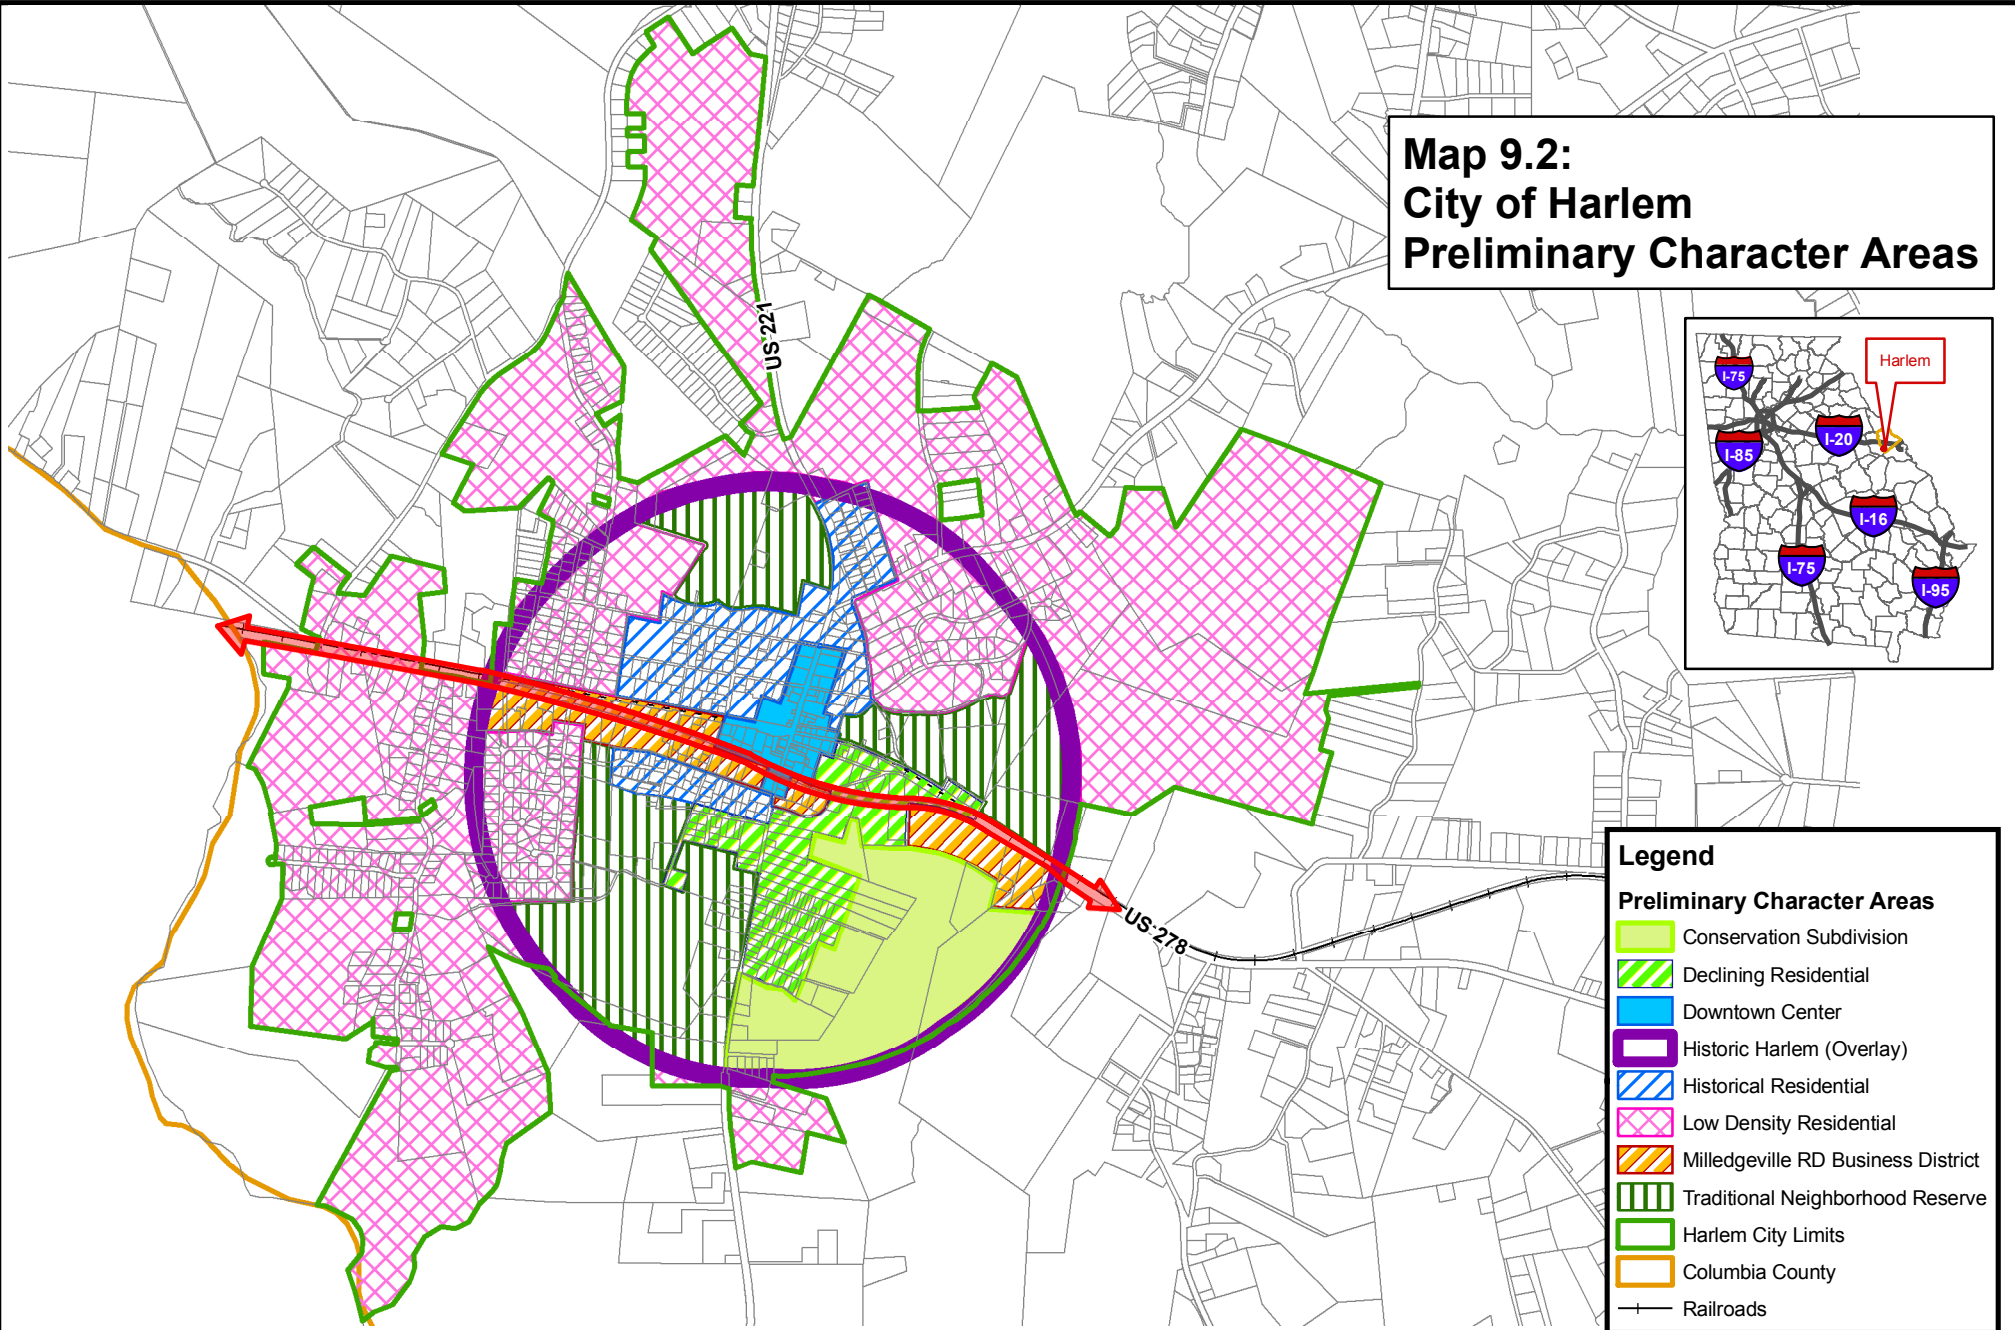 Map 9.2:
City of Harlem
Preliminary Character Areas
US 221
Harlem
I-75
I-20
I-85
I-16
I-75
I-95
US 278
Legend
Preliminary Character Areas
Conservation Subdivision
Declining Residential
Downtown Center
Historic Harlem (Overlay)
Historical Residential
Low Density Residential
Milledgeville RD Business District
Traditional Neighborhood Reserve
Harlem City Limits
Columbia County
Railroads